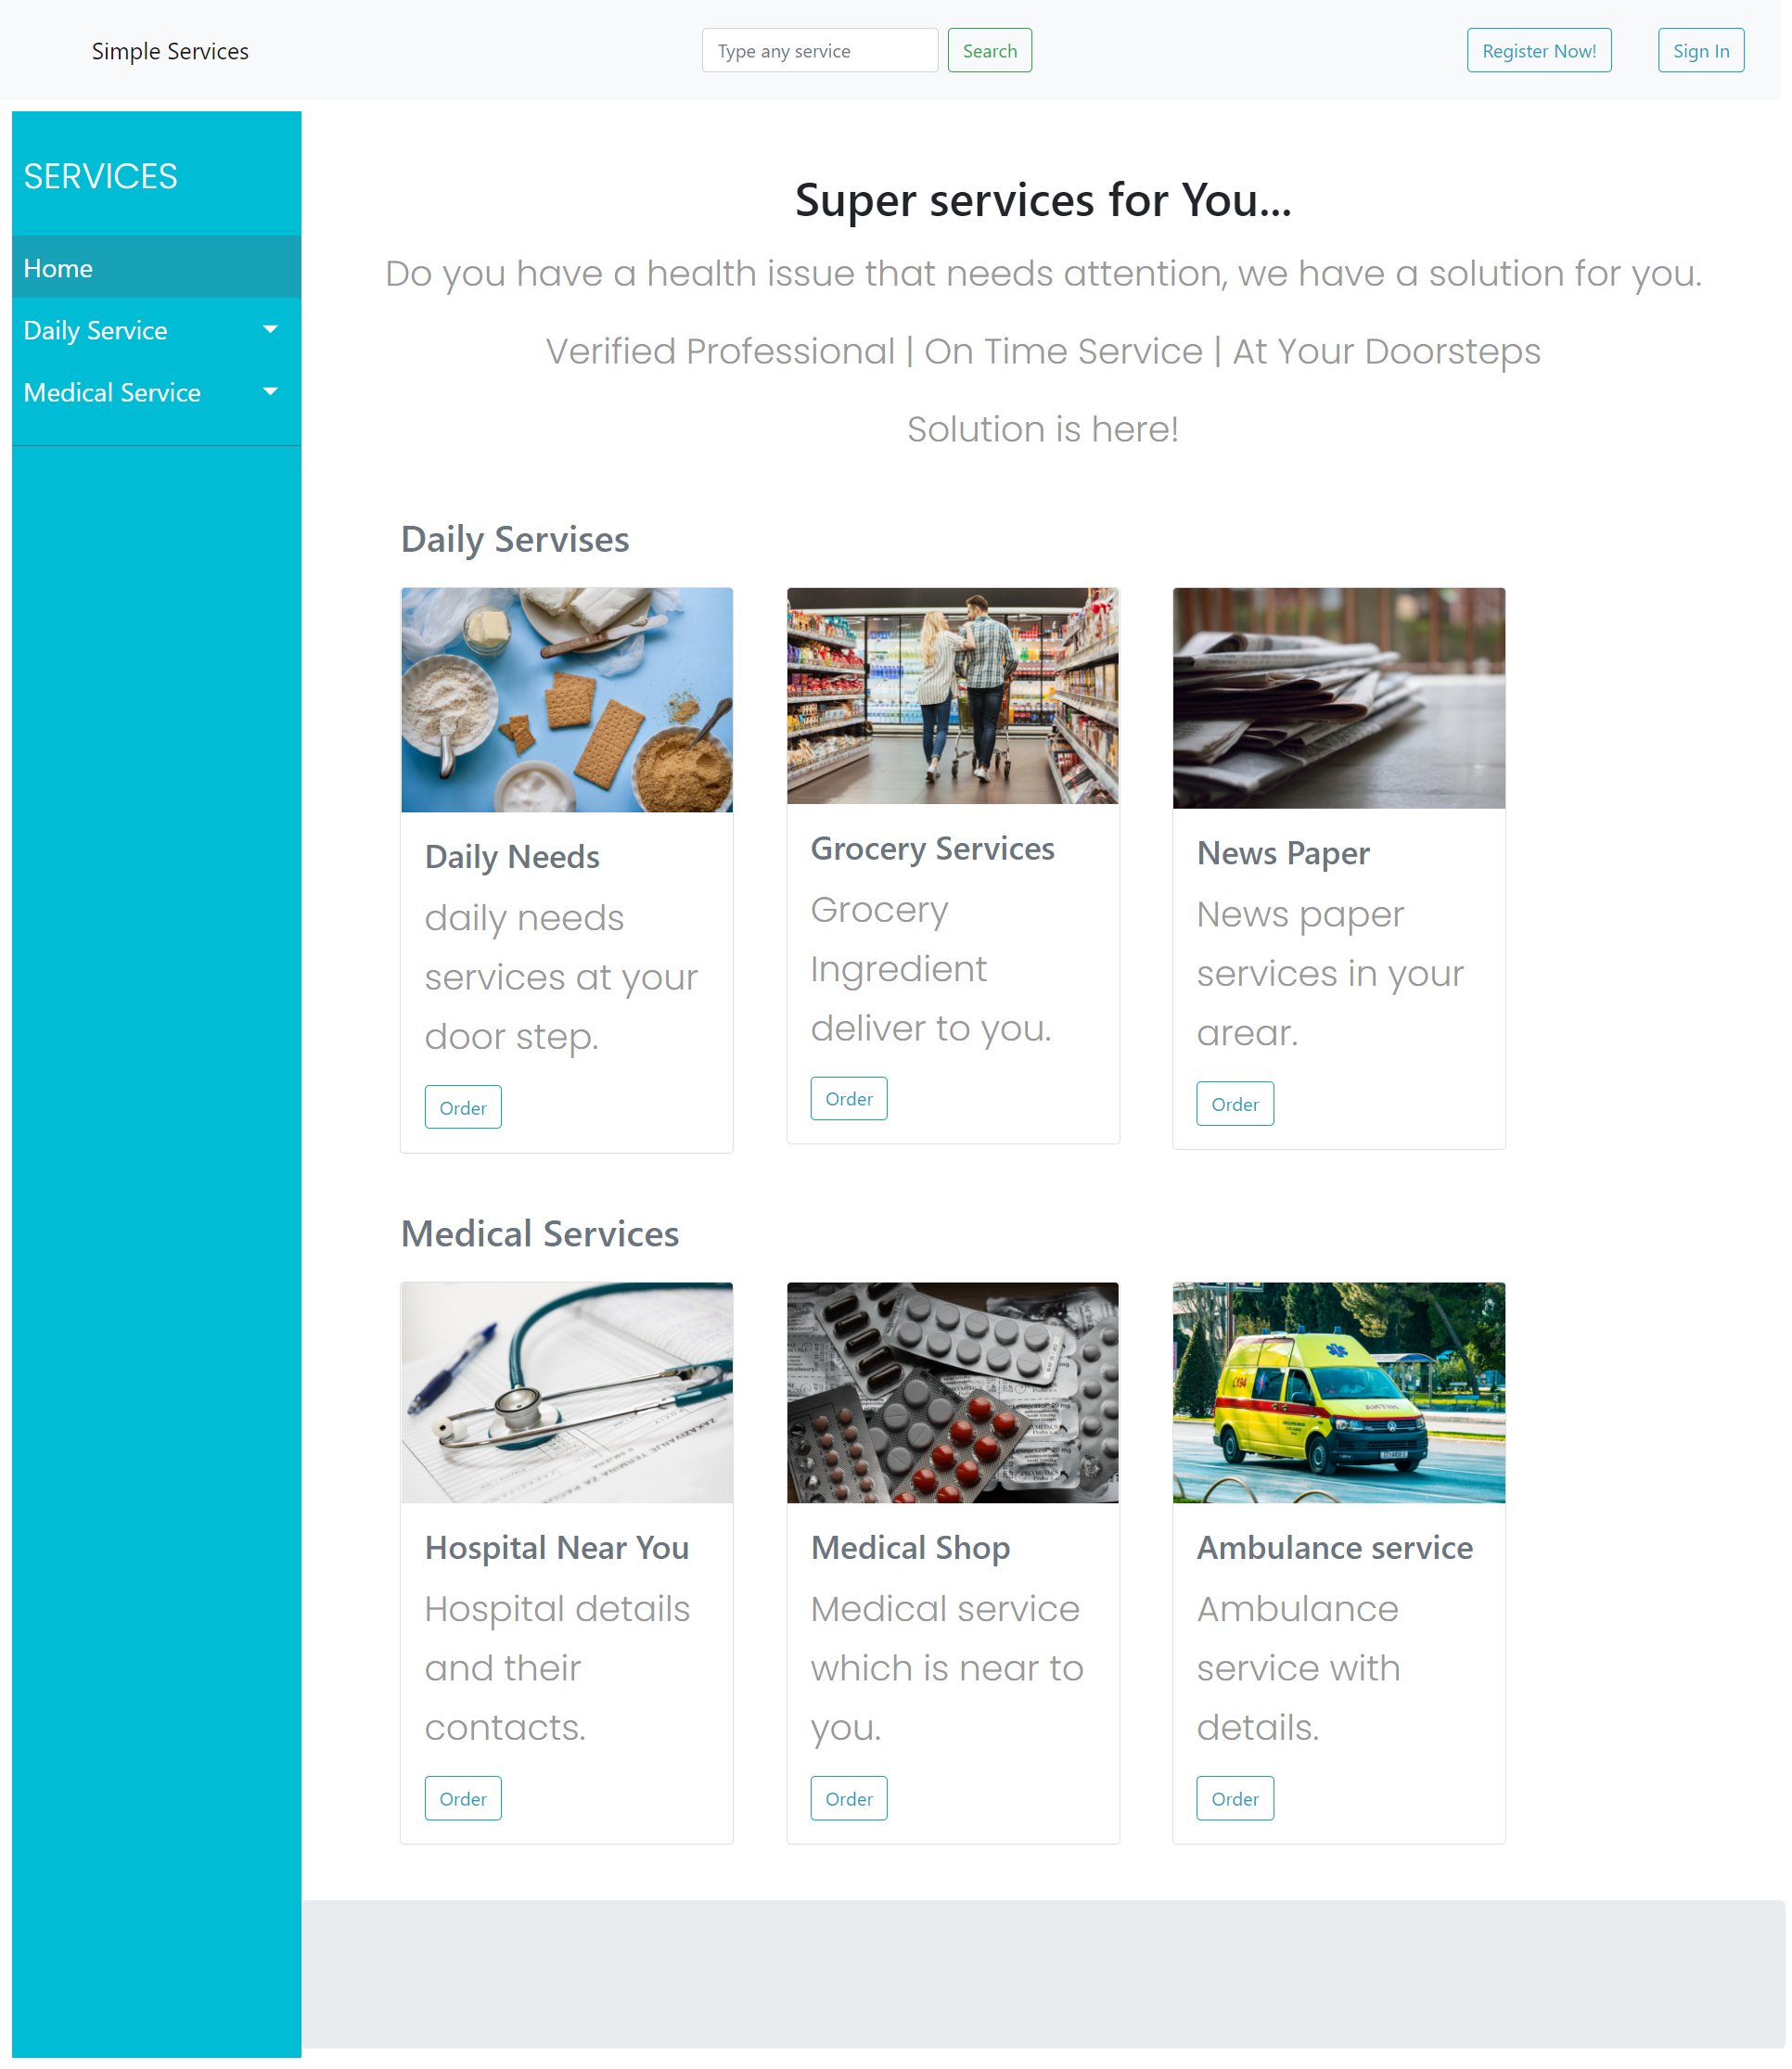 Simple Services
Type any service
Search
Register Now!
Sign In
SERVICES
Home
Daily Service
Medical Service
Super services for You...
Do you have a health issue that needs attention, we have a solution for you.
Verified Professional | On Time Service | At Your Doorsteps
Solution is here!
Daily Servises
Daily Needs
daily needs
services at your
door step.
Order
Grocery Services
Grocery
Ingredient
deliver to you.
Order
News Paper
News paper
services in your
arear.
Order
Medical Services
ZAKAZIVANJE TERMINA ZA
Hospital Near You
Hospital details
and their
contacts.
Order
Medical Shop
Medical service
which is near to
you.
Order
Ambulance service
Ambulance
service with
details.
Order